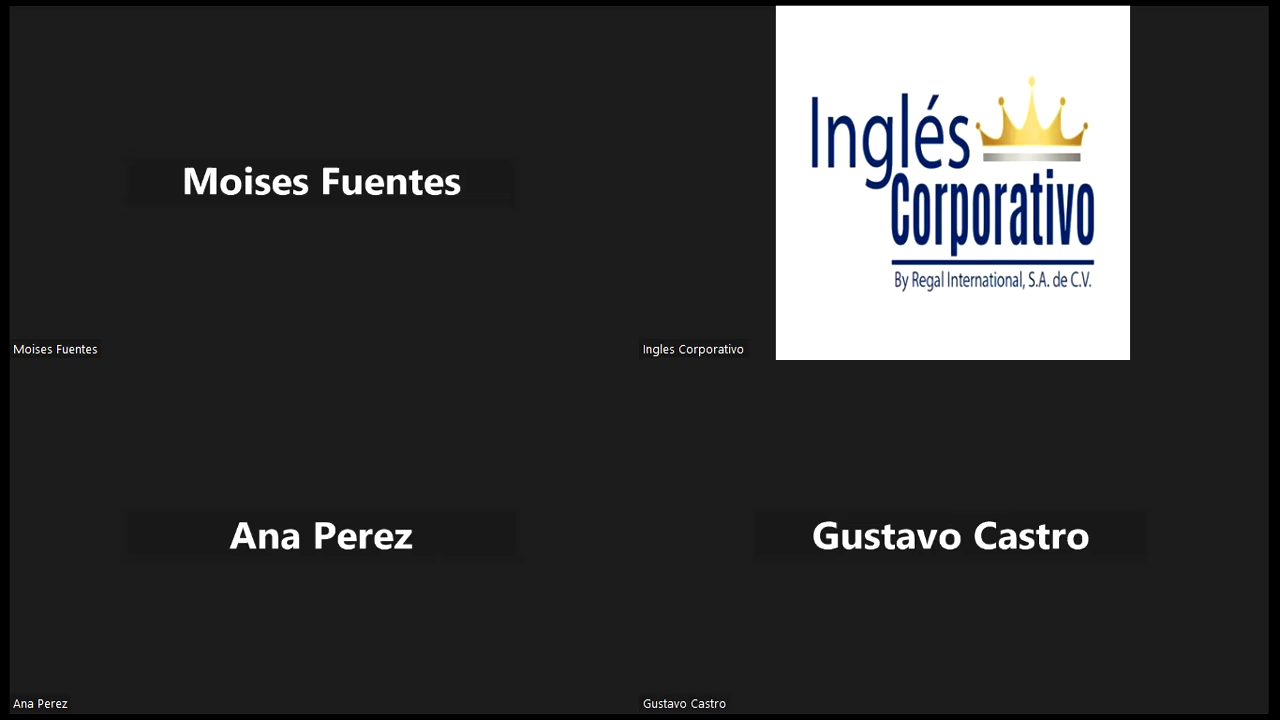 Moises Fuentes
Moises Fuentes
Inglés
Corporativo
By Regal International, S.A. de C.V.
Ingles Corporativo
Ana Perez
Ana Perez
Gustavo Castro
Gustavo Castro